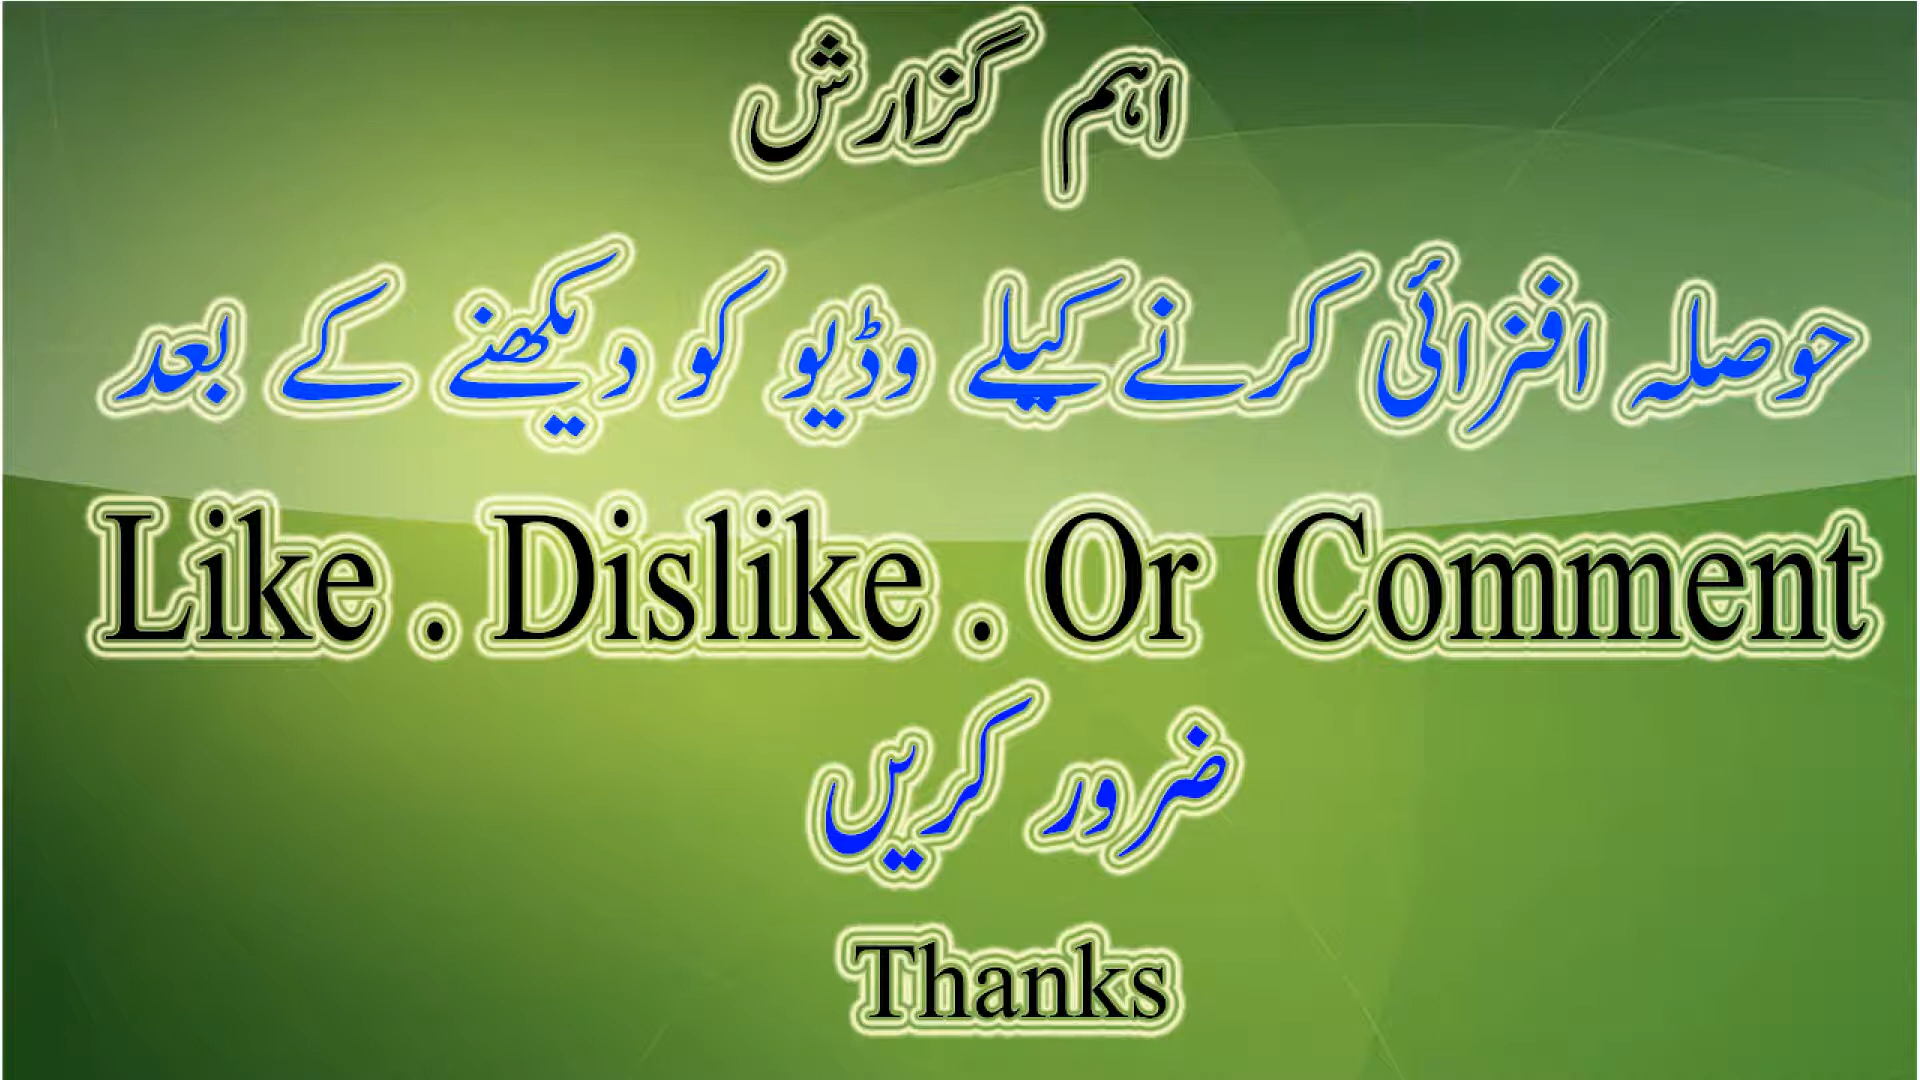 اہم گزارش
حوصلہ افزائی کرنے کیلے وڈیو کو دیکھنے کے بعد
Like . Dislike . Or Comment
ضرور کریں
Thanks